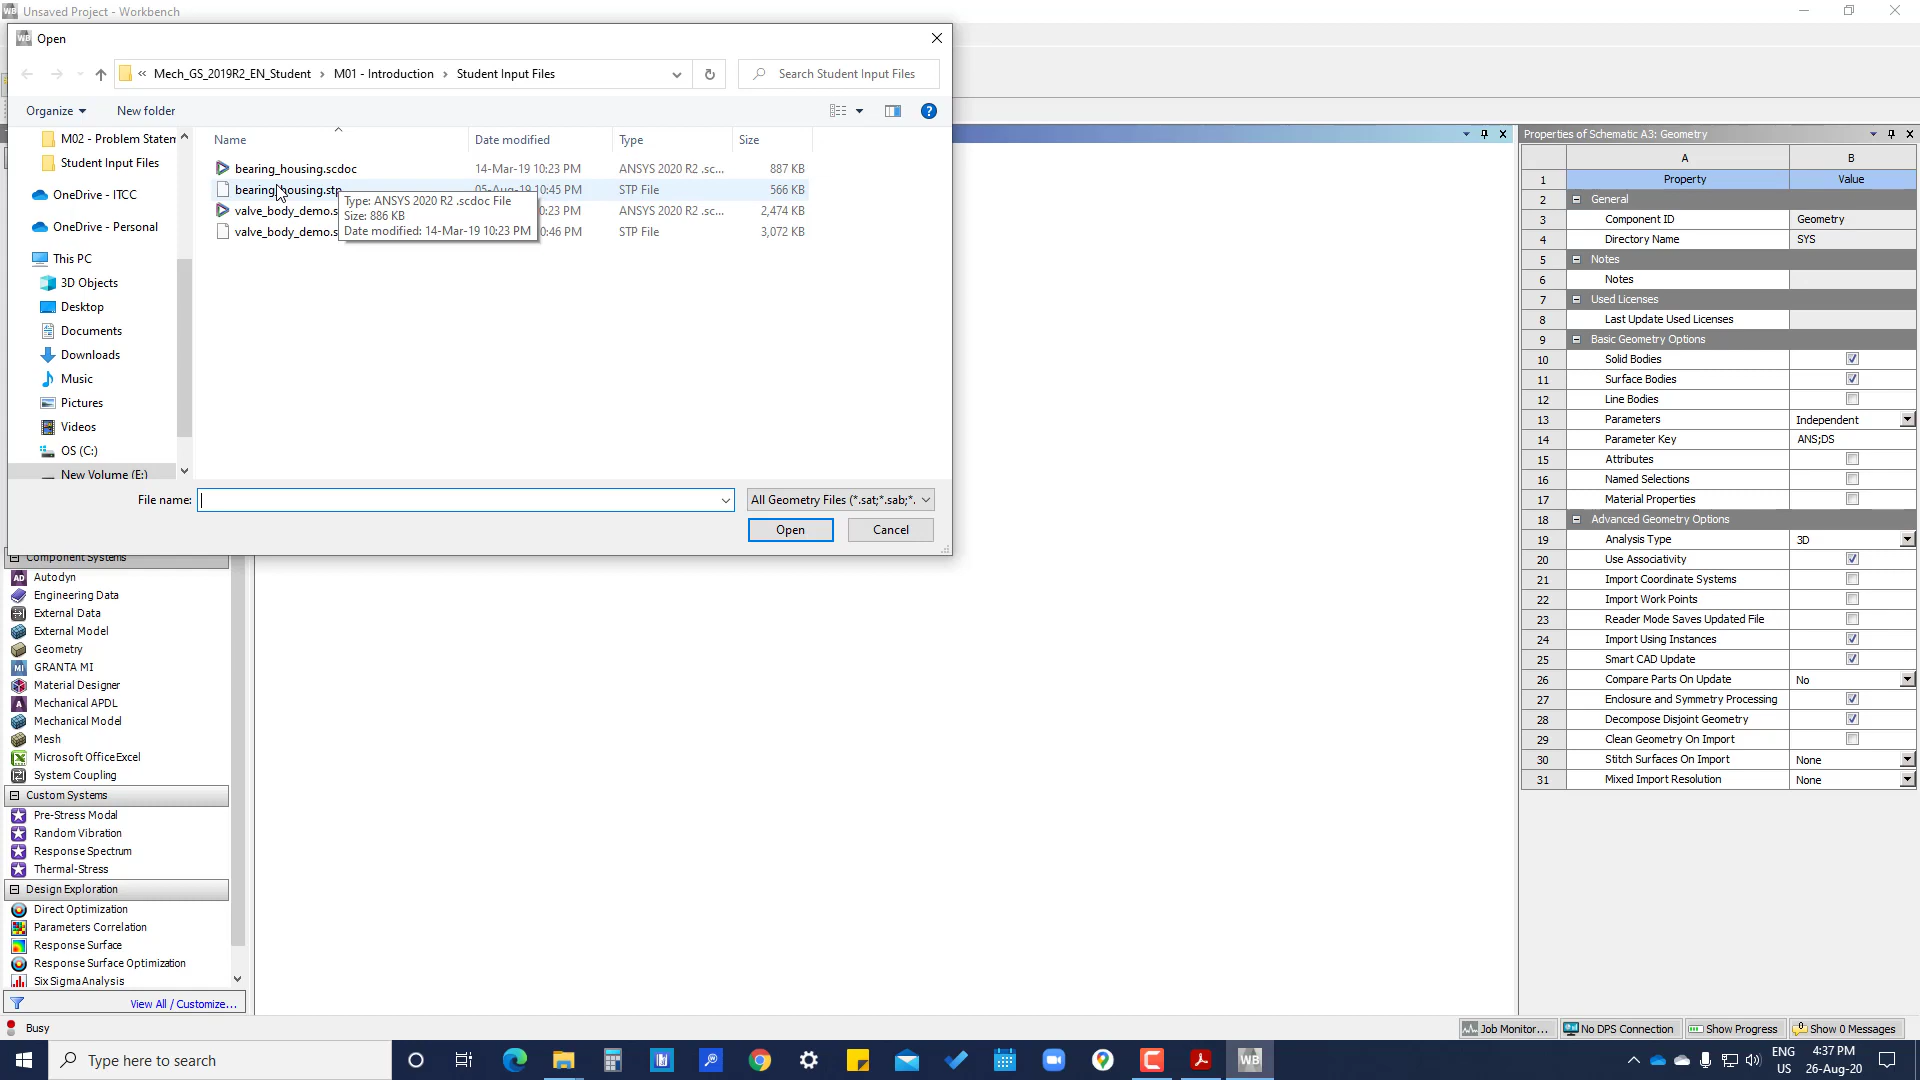 Unsaved Project - Workbench
Open
« Mech_GS_2019R2_EN_Student › M01 - Introduction › Student Input Files
Search Student Input Files
Organize
New folder
M02 - Problem Statem
Student Input Files
OneDrive - ITCC
OneDrive - Personal
This PC
3D Objects
Desktop
Documents
Downloads
Music
Pictures
Videos
OS (C:)
New Volume (E:)
Name Date modified Type Size
bearing_housing.scdoc 14-Mar-19 10:23 PM ANSYS 2020 R2 .sc... 887 KB
bearing_housing.stp 05-Aug-19 10:45 PM STP File 566 KB
valve_body_demo.s 0:23 PM ANSYS 2020 R2 .sc... 2,474 KB
valve_body_demo.s 0:46 PM STP File 3,072 KB
Type: ANSYS 2020 R2 .scdoc File
Size: 886 KB
Date modified: 14-Mar-19 10:23 PM
File name:
All Geometry Files (*.sat;*.sab;*.
Open
Cancel
Component Systems
Autodyn
Engineering Data
External Data
External Model
Geometry
GRANTA MI
Material Designer
Mechanical APDL
Mechanical Model
Mesh
Microsoft Office Excel
System Coupling
Custom Systems
Pre-Stress Modal
Random Vibration
Response Spectrum
Thermal-Stress
Design Exploration
Direct Optimization
Parameters Correlation
Response Surface
Response Surface Optimization
Six Sigma Analysis
View All / Customize...
Properties of Schematic A3: Geometry
A B
1 Property Value
2 General
3 Component ID Geometry
4 Directory Name SYS
5 Notes
6 Notes
7 Used Licenses
8 Last Update Used Licenses
9 Basic Geometry Options
10 Solid Bodies
11 Surface Bodies
12 Line Bodies
13 Parameters Independent
14 Parameter Key ANS;DS
15 Attributes
16 Named Selections
17 Material Properties
18 Advanced Geometry Options
19 Analysis Type 3D
20 Use Associativity
21 Import Coordinate Systems
22 Import Work Points
23 Reader Mode Saves Updated File
24 Import Using Instances
25 Smart CAD Update
26 Compare Parts On Update No
27 Enclosure and Symmetry Processing
28 Decompose Disjoint Geometry
29 Clean Geometry On Import
30 Stitch Surfaces On Import None
31 Mixed Import Resolution None
Busy
Job Monitor... No DPS Connection Show Progress Show 0 Messages
Type here to search
ENG
US
4:37 PM
26-Aug-20